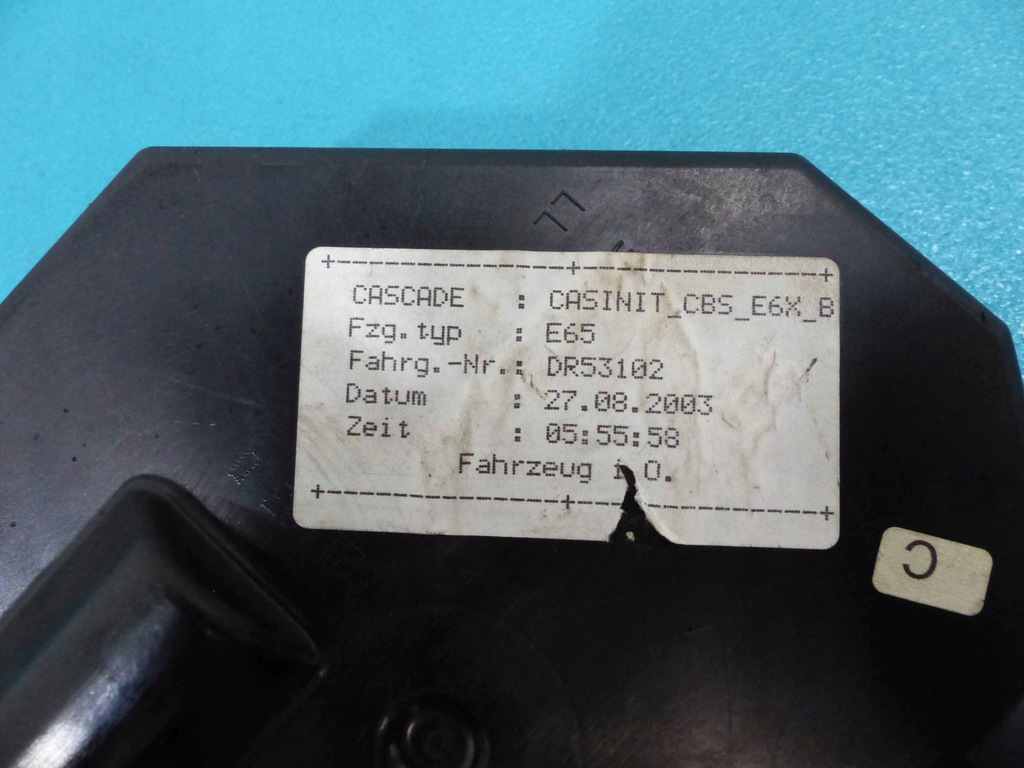 CASCADE : CASINIT_CBS_E6X_B
Fzg.typ : E65
Fahrg.-Nr.: DR53102
Datum : 27.08.2003
Zeit : 05:55:58
Fahrzeug i.O.
C